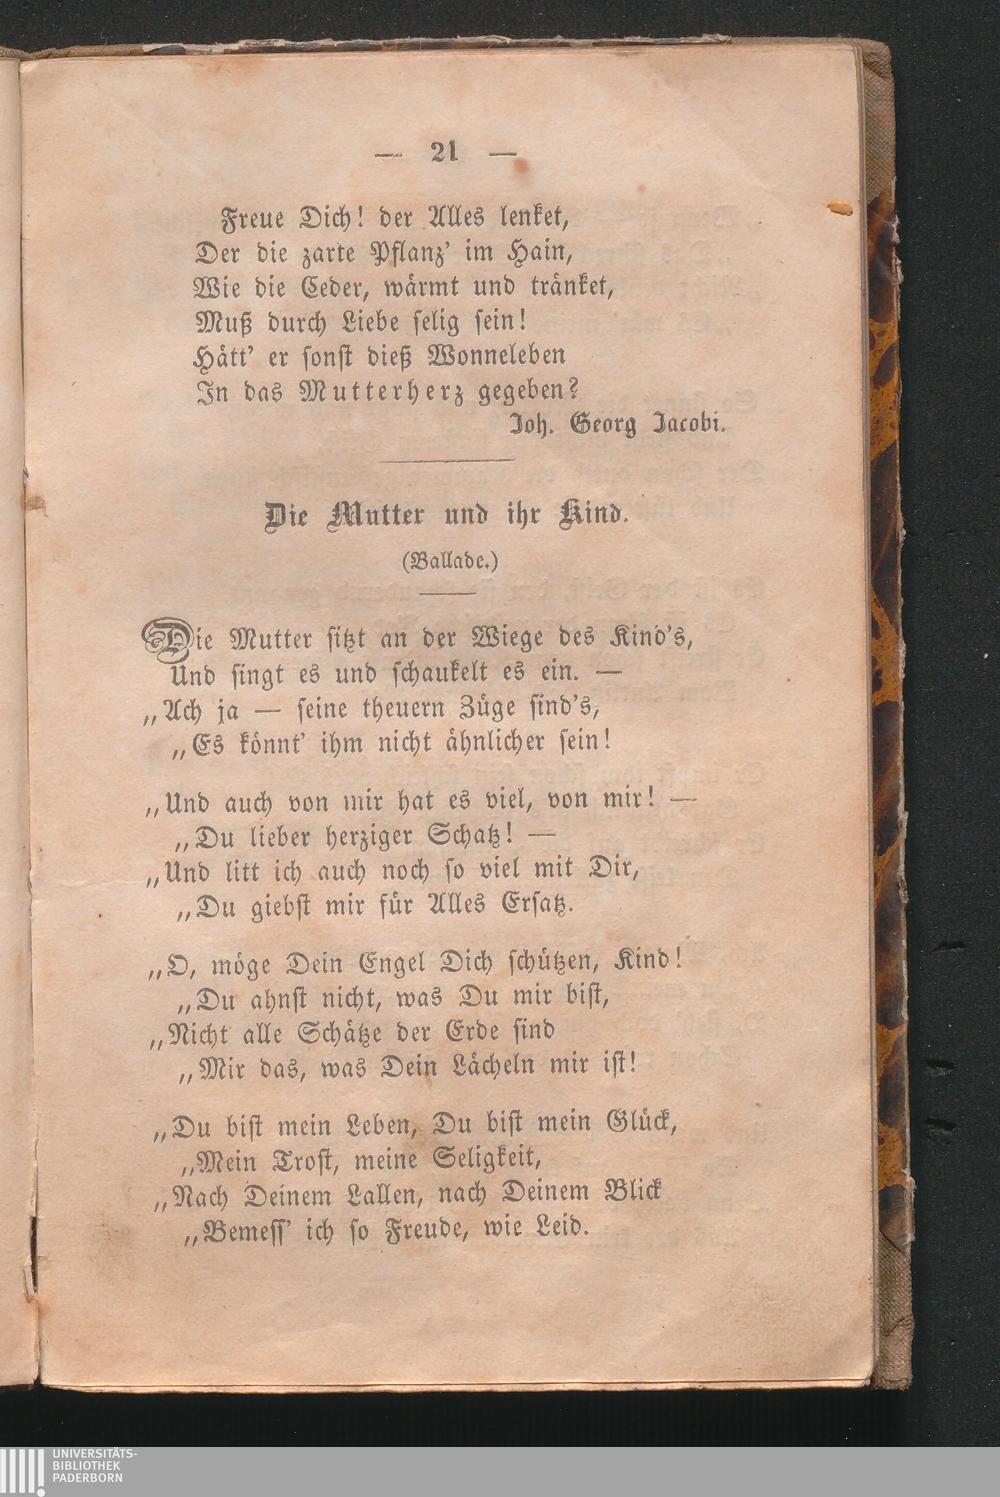 — 21 —
Freue Dich! der Alles lenket,
Der die zarte Pflanz’ im Hain,
Wie die Ceder, wärmt und tränket,
Muß durch Liebe selig sein!
Hätt’ er sonst dieß Wonneleben
In das Mutterherz gegeben?
Joh. Georg Jacobi.
Die Mutter und ihr Kind.
(Ballade.)
Die Mutter sitzt an der Wiege des Kind’s,
Und singt es und schaukelt es ein. —
„Ach ja — seine theuern Züge sind’s,
„Es könnt’ ihm nicht ähnlicher sein!
„Und auch von mir hat es viel, von mir! —
„Du lieber herziger Schatz! —
„Und litt ich auch noch so viel mit Dir,
„Du giebst mir für Alles Ersatz.
„O, möge Dein Engel Dich schützen, Kind!
„Du ahnst nicht, was Du mir bist,
„Nicht alle Schätze der Erde sind
„Mir das, was Dein Lächeln mir ist!
„Du bist mein Leben, Du bist mein Glück,
„Mein Trost, meine Seligkeit,
„Nach Deinem Lallen, nach Deinem Blick
„Bemess’ ich so Freude, wie Leid.
UNIVERSITÄTS-
BIBLIOTHEK
PADERBORN